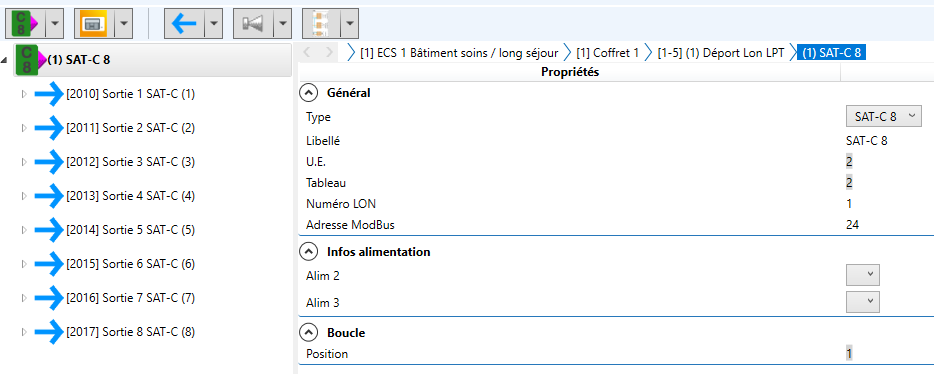 C
8
C
8
(1) SAT-C 8
[2010] Sortie 1 SAT-C (1)
[2011] Sortie 2 SAT-C (2)
[2012] Sortie 3 SAT-C (3)
[2013] Sortie 4 SAT-C (4)
[2014] Sortie 5 SAT-C (5)
[2015] Sortie 6 SAT-C (6)
[2016] Sortie 7 SAT-C (7)
[2017] Sortie 8 SAT-C (8)
[1] ECS 1 Bâtiment soins / long séjour [1] Coffret 1 [1-5] (1) Déport Lon LPT (1) SAT-C 8
Propriétés
Général
Type SAT-C 8
Libellé SAT-C 8
U.E. 2
Tableau 2
Numéro LON 1
Adresse ModBus 24
Infos alimentation
Alim 2
Alim 3
Boucle
Position 1